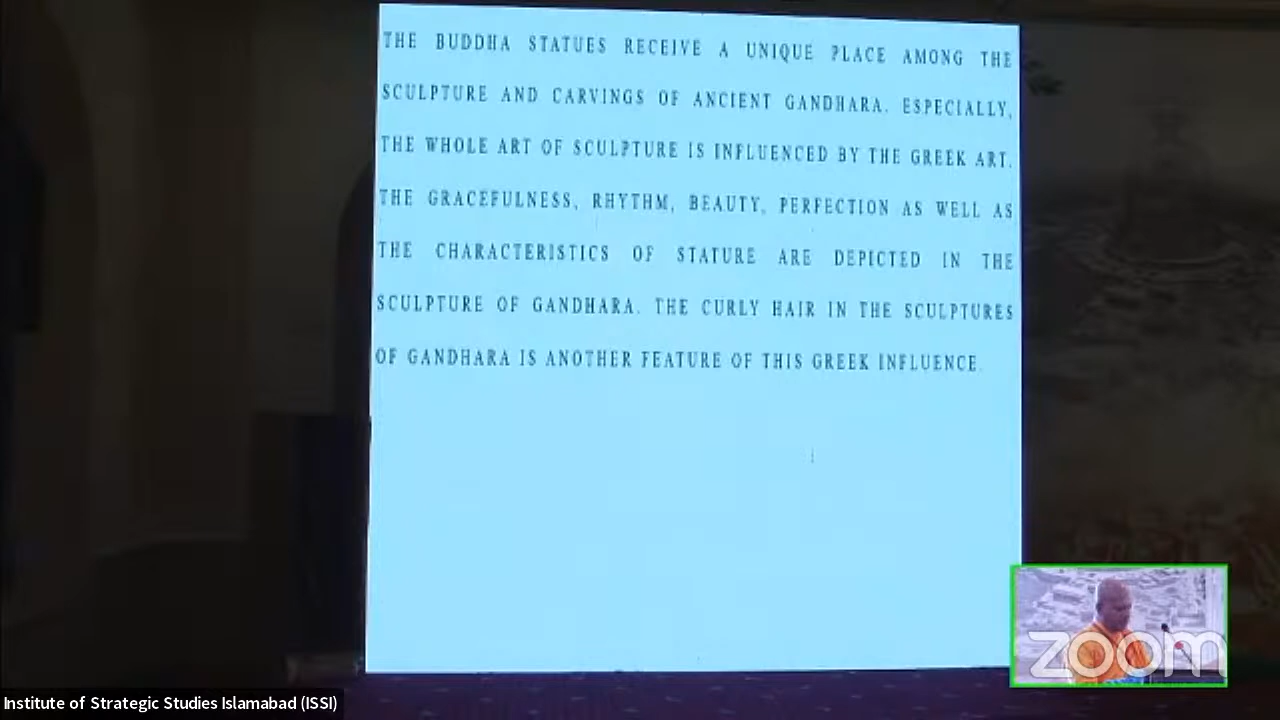 THE BUDDHA STATUES RECEIVE A UNIQUE PLACE AMONG THE
SCULPTURE AND CARVINGS OF ANCIENT GANDHARA. ESPECIALLY,
THE WHOLE ART OF SCULPTURE IS INFLUENCED BY THE GREEK ART.
THE GRACEFULNESS, RHYTHM, BEAUTY, PERFECTION AS WELL AS
THE CHARACTERISTICS OF STATURE ARE DEPICTED IN THE
SCULPTURE OF GANDHARA. THE CURLY HAIR IN THE SCULPTURES
OF GANDHARA IS ANOTHER FEATURE OF THIS GREEK INFLUENCE.
zoom
Institute of Strategic Studies Islamabad (ISSI)